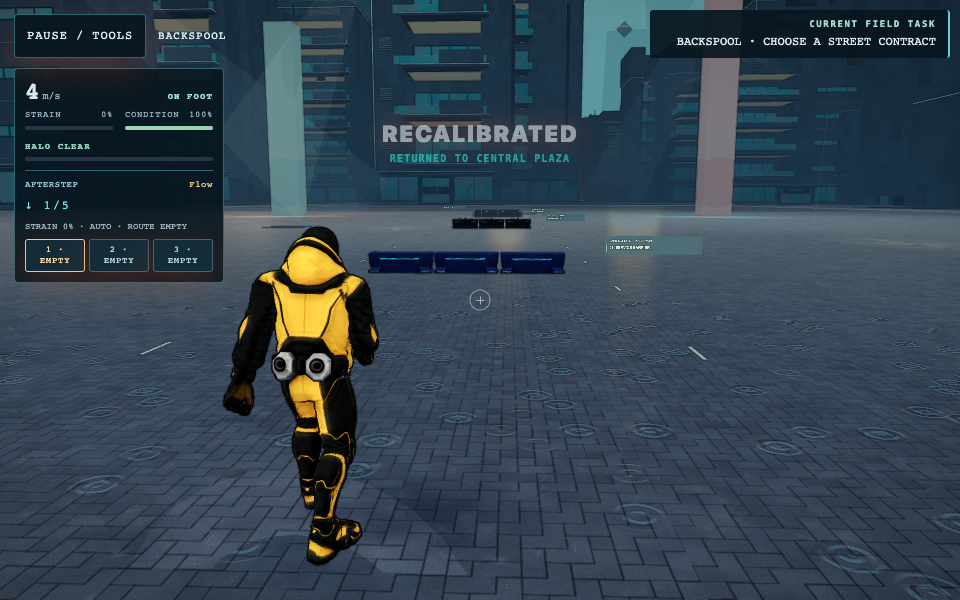 PAUSE / TOOLS
BACKSPOOL
CURRENT FIELD TASK
BACKSPOOL · CHOOSE A STREET CONTRACT
4 m/s
ON FOOT
STRAIN 0%
CONDITION 100%
HALO CLEAR
AFTERSTEP
Flow
↓ 1/5
STRAIN 0% · AUTO · ROUTE EMPTY
1 ·
EMPTY
2 ·
EMPTY
3 ·
EMPTY
RECALIBRATED
RETURNED TO CENTRAL PLAZA